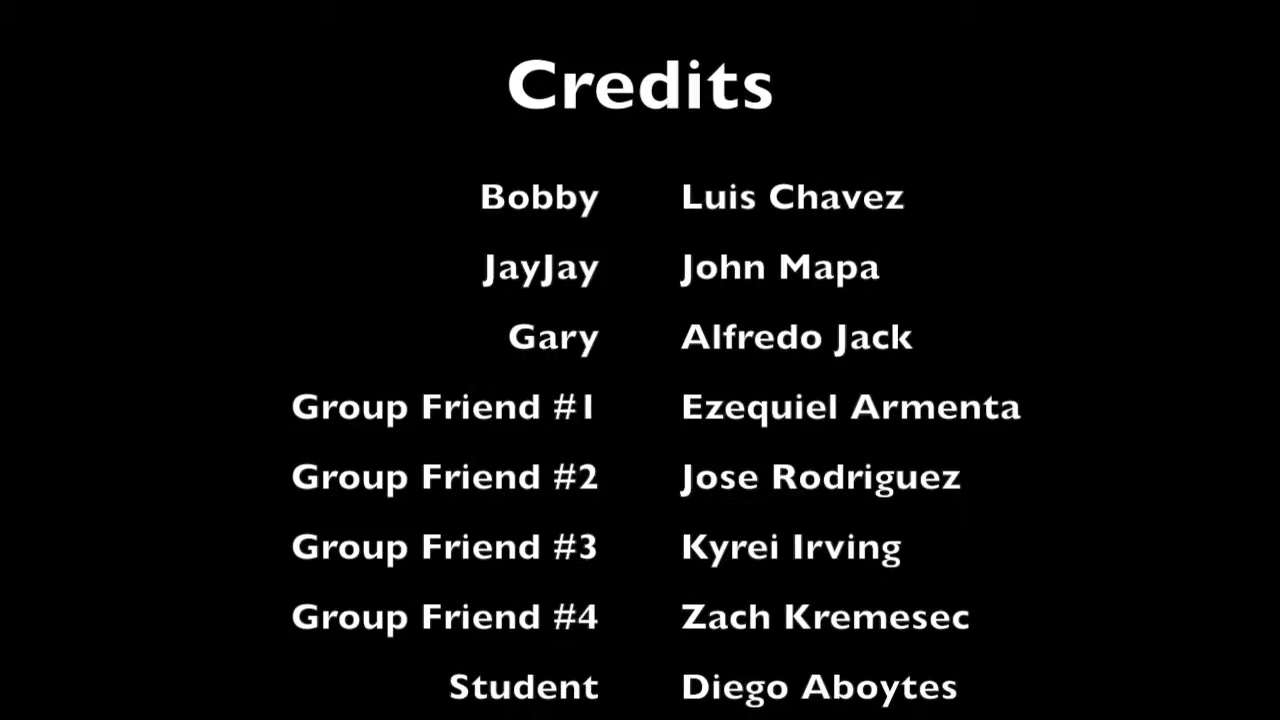 Credits
Bobby Luis Chavez
JayJay John Mapa
Gary Alfredo Jack
Group Friend #1 Ezequiel Armenta
Group Friend #2 Jose Rodriguez
Group Friend #3 Kyrei Irving
Group Friend #4 Zach Kremesec
Student Diego Aboytes